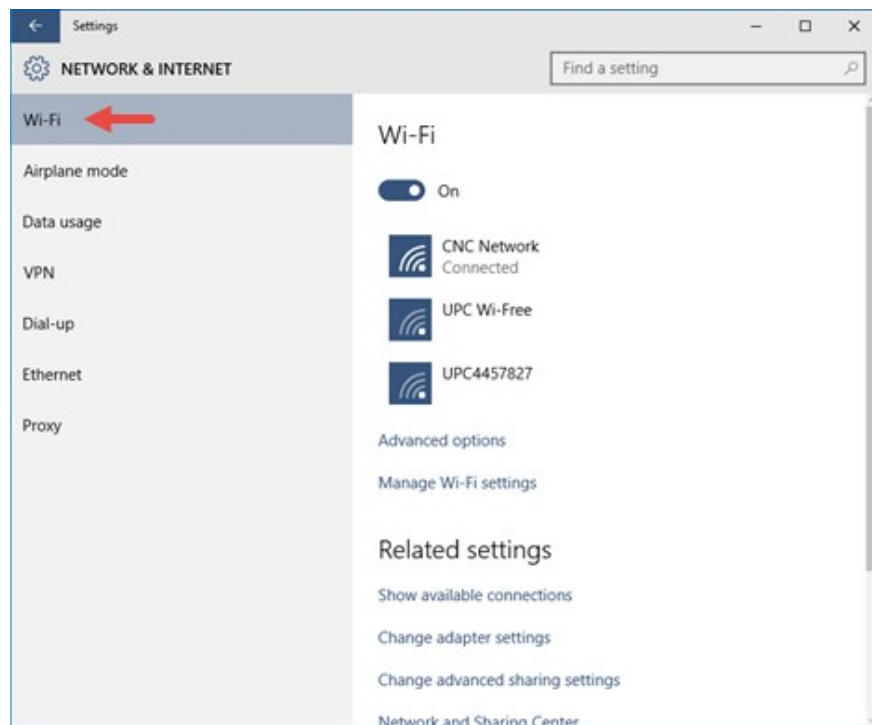 Settings
NETWORK & INTERNET
Find a setting
Wi-Fi
Airplane mode
Data usage
VPN
Dial-up
Ethernet
Proxy
Wi-Fi
On
CNC Network
Connected
UPC Wi-Free
UPC4457827
Advanced options
Manage Wi-Fi settings
Related settings
Show available connections
Change adapter settings
Change advanced sharing settings
Network and Sharing Center